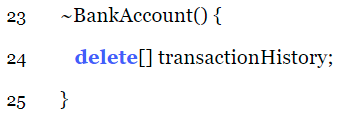 23 ~BankAccount() {
24 delete[] transactionHistory;
25 }